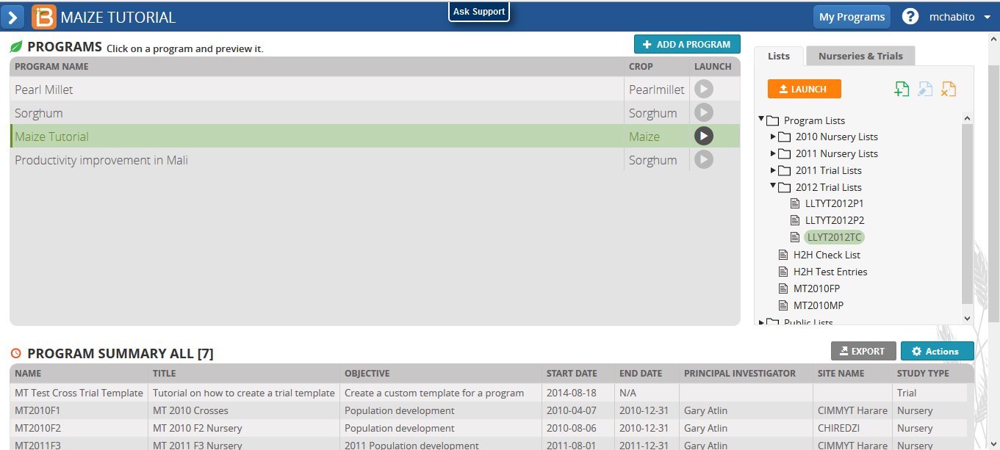 MAIZE TUTORIAL
Ask Support
My Programs
?
mchabito
PROGRAMS Click on a program and preview it.
ADD A PROGRAM
PROGRAM NAME CROP LAUNCH
Pearl Millet Pearlmillet
Sorghum Sorghum
Maize Tutorial Maize
Productivity improvement in Mali Sorghum
Lists
Nurseries & Trials
LAUNCH
Program Lists
2010 Nursery Lists
2011 Nursery Lists
2011 Trial Lists
2012 Trial Lists
LLTYT2012P1
LLTYT2012P2
LLYT2012TC
H2H Check List
H2H Test Entries
MT2010FP
MT2010MP
Public Lists
PROGRAM SUMMARY ALL [7]
EXPORT
Actions
NAME TITLE OBJECTIVE START DATE END DATE PRINCIPAL INVESTIGATOR SITE NAME STUDY TYPE
MT Test Cross Trial Template Tutorial on how to create a trial template Create a custom template for a program 2014-08-18 N/A Trial
MT2010F1 MT 2010 Crosses Population development 2010-04-07 2010-12-31 Gary Atlin CIMMYT Harare Nursery
MT2010F2 MT 2010 F2 Nursery Population development 2010-08-06 2010-12-31 Gary Atlin CHIREDZI Nursery
MT2011F3 MT 2011 F3 Nursery 2011 Population development 2011-08-01 2011-12-31 Gary Atlin CIMMYT Harare Nursery